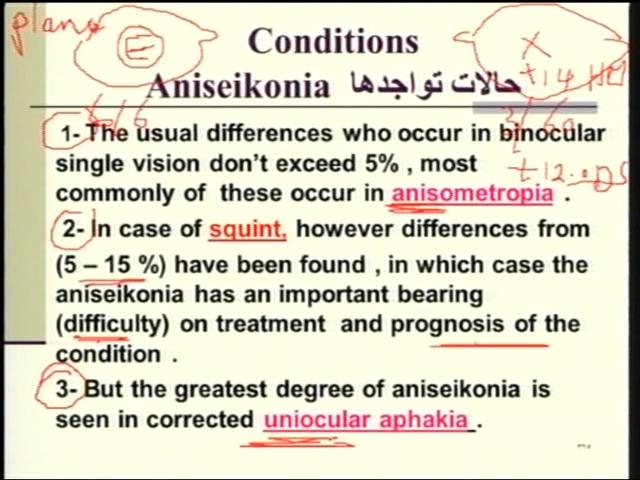 plano
E
X
Conditions
+14 
Aniseikonia حالات تواجدها
6/6
1- The usual differences who occur in binocular
3/60
single vision don't exceed 5% , most
+12.0DS
commonly of these occur in anisometropia .
2- In case of squint, however differences from
(5 – 15 %) have been found , in which case the
aniseikonia has an important bearing
(difficulty) on treatment and prognosis of the
condition .
3- But the greatest degree of aniseikonia is
seen in corrected uniocular aphakia .